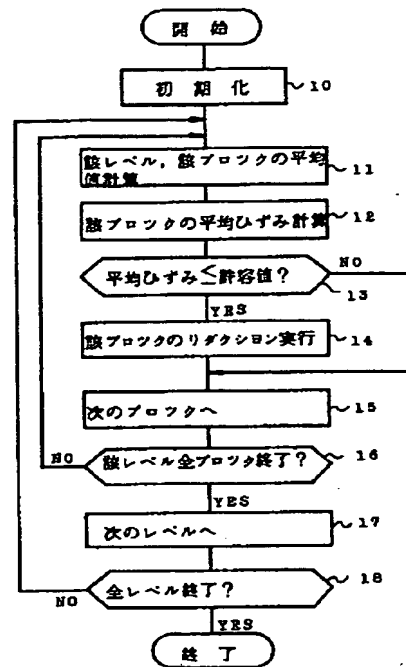 開始
初期化
10
該レベル,該ブロックの平均
値計算
11
該ブロックの平均ひずみ計算
12
平均ひずみ≦許容値?
NO
13
YES
該ブロックのリダクション実行
14
次のブロックへ
15
該レベル全ブロック終了?
16
NO
YES
次のレベルへ
17
全レベル終了?
18
NO
YES
終了